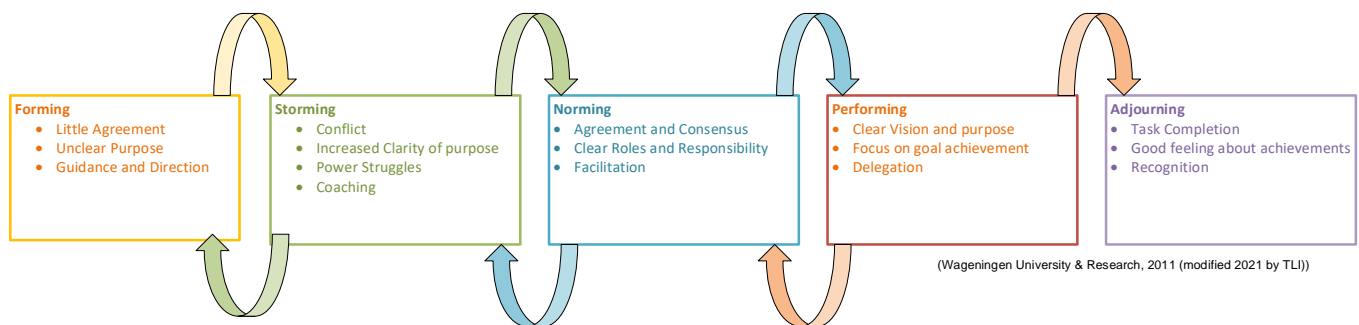 Forming
• Little Agreement
• Unclear Purpose
• Guidance and Direction
Storming
• Conflict
• Increased Clarity of purpose
• Power Struggles
• Coaching
Norming
• Agreement and Consensus
• Clear Roles and Responsibility
• Facilitation
Performing
• Clear Vision and purpose
• Focus on goal achievement
• Delegation
Adjourning
• Task Completion
• Good feeling about achievements
• Recognition
(Wageningen University & Research, 2011 (modified 2021 by TLI))